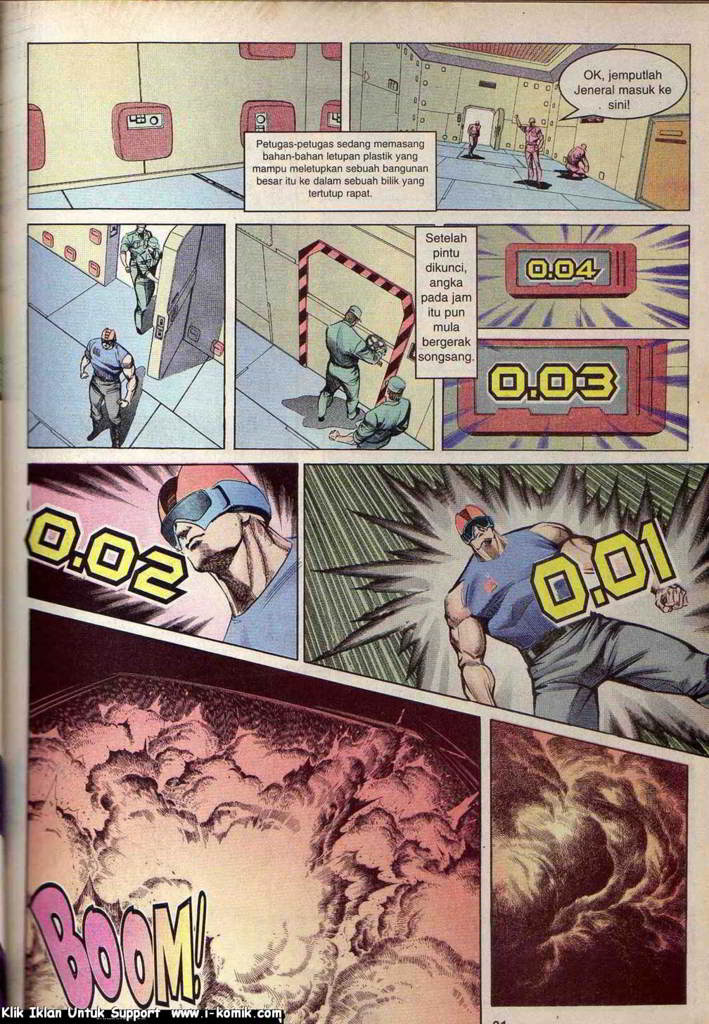 OK, jemputlah
Jeneral masuk ke
sini!
Petugas-petugas sedang memasang
bahan-bahan letupan plastik yang
mampu meletupkan sebuah bangunan
besar itu ke dalam sebuah bilik yang
tertutup rapat.
Setelah
pintu
dikunci,
angka
pada jam
itu pun
mula
bergerak
songsang.
0.04
0.03
0.02
0.01
BOOM!
Klik Iklan Untuk Support www.i-komik.com